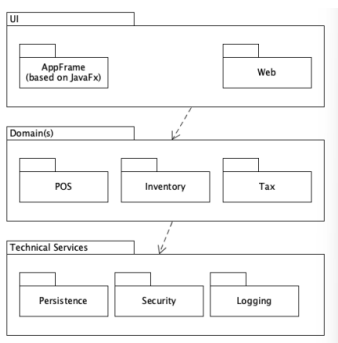 UI
AppFrame
(based on JavaFx)
Web
Domain(s)
POS
Inventory
Tax
Technical Services
Persistence
Security
Logging